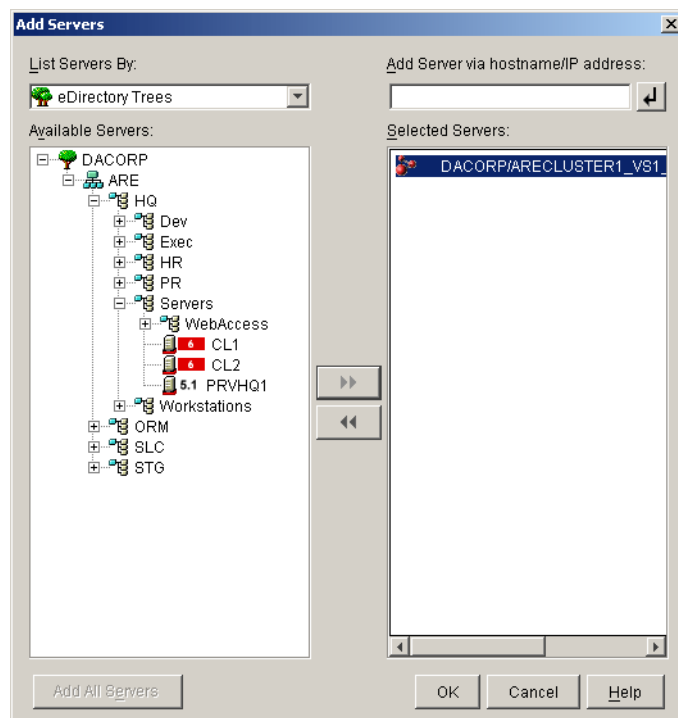 Add Servers
List Servers By:
eDirectory Trees
Add Server via hostname/IP address:
Available Servers:
DACORP
ARE
HQ
Dev
Exec
HR
PR
Servers
WebAccess
6 CL1
6 CL2
5.1 PRVHQ1
Workstations
ORM
SLC
STG
Selected Servers:
DACORP/ARECLUSTER1_VS1_
Add All Servers
OK
Cancel
Help